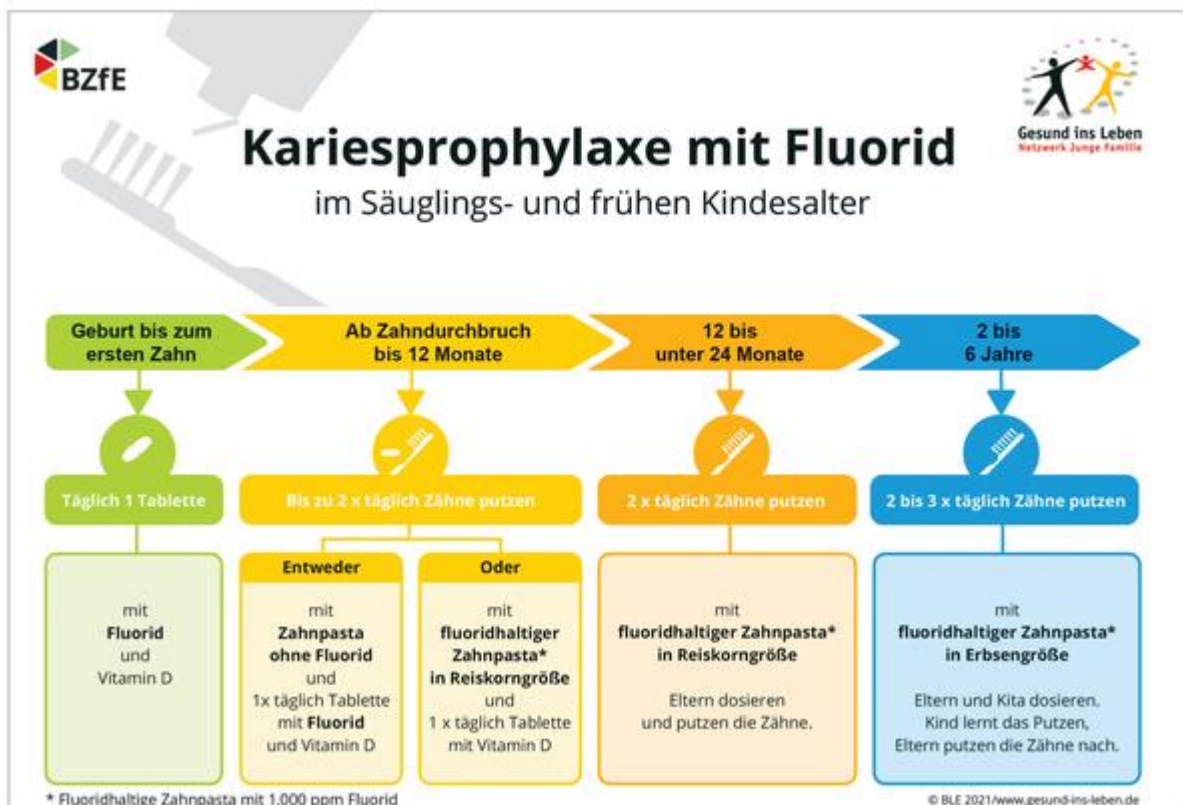 BZfE
Gesund ins Leben
Netzwerk Junge Familie
Kariesprophylaxe mit Fluorid
im Säuglings- und frühen Kindesalter
Geburt bis zum
ersten Zahn
Täglich 1 Tablette
mit
Fluorid
und
Vitamin D
Ab Zahndurchbruch
bis 12 Monate
Bis zu 2 x täglich Zähne putzen
Entweder
mit
Zahnpasta
ohne Fluorid
und
1x täglich Tablette
mit Fluorid
und Vitamin D
Oder
mit
fluoridhaltiger
Zahnpasta*
in Reiskorngröße
und
1 x täglich Tablette
mit Vitamin D
12 bis
unter 24 Monate
2 x täglich Zähne putzen
mit
fluoridhaltiger Zahnpasta*
in Reiskorngröße
Eltern dosieren
und putzen die Zähne.
2 bis
6 Jahre
2 bis 3 x täglich Zähne putzen
mit
fluoridhaltiger Zahnpasta*
in Erbsengröße
Eltern und Kita dosieren.
Kind lernt das Putzen,
Eltern putzen die Zähne nach.
* Fluoridhaltige Zahnpasta mit 1.000 ppm Fluorid
© BLE 2021/www.gesund-ins-leben.de